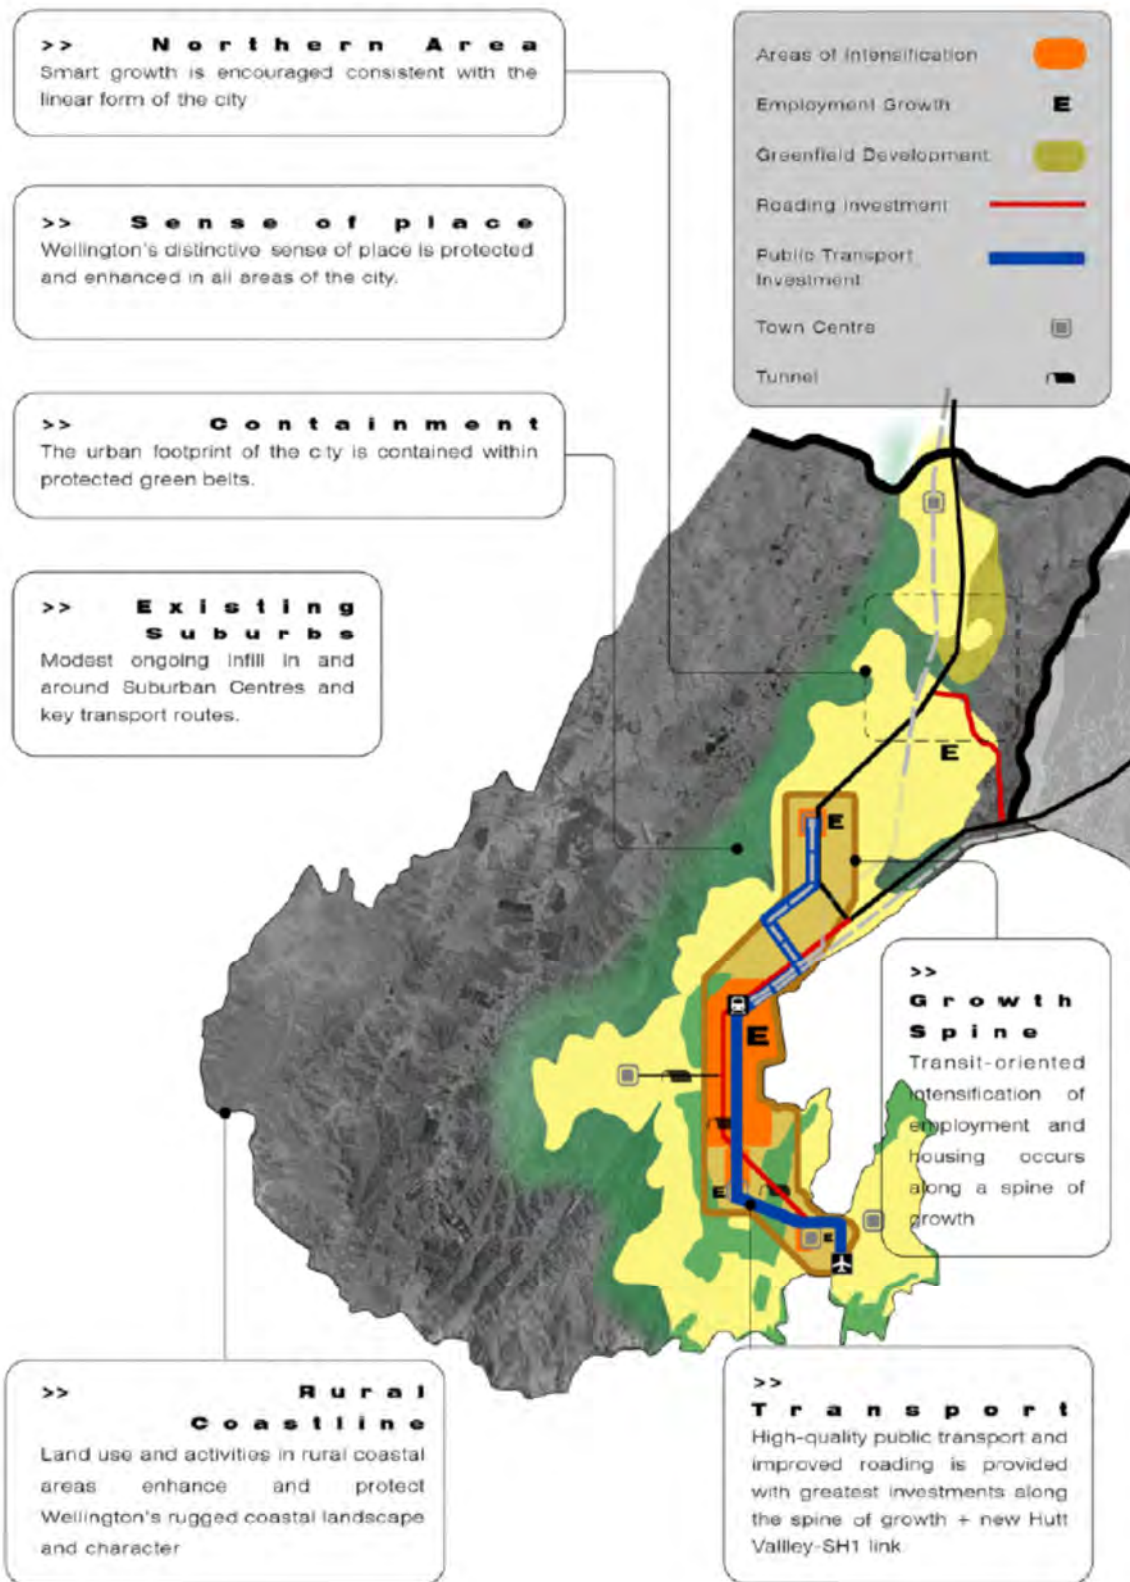 >> Northern Area
Smart growth is encouraged consistent with the
linear form of the city
>> Sense of place
Wellington's distinctive sense of place is protected
and enhanced in all areas of the city.
>> Containment
The urban footprint of the city is contained within
protected green belts.
>> Existing
Suburbs
Modest ongoing infill in and
around Suburban Centres and
key transport routes.
Areas of Intensification
Employment Growth E
Greenfield Development
Roading Investment
Public Transport
Investment
Town Centre
Tunnel
E
E
E
E
E
>>
Growth
Spine
Transit-oriented
intensification of
employment and
housing occurs
along a spine of
growth
>> Rural
Coastline
Land use and activities in rural coastal
areas enhance and protect
Wellington's rugged coastal landscape
and character
>>
Transport
High-quality public transport and
improved roading is provided
with greatest investments along
the spine of growth + new Hutt
Vallley-SH1 link